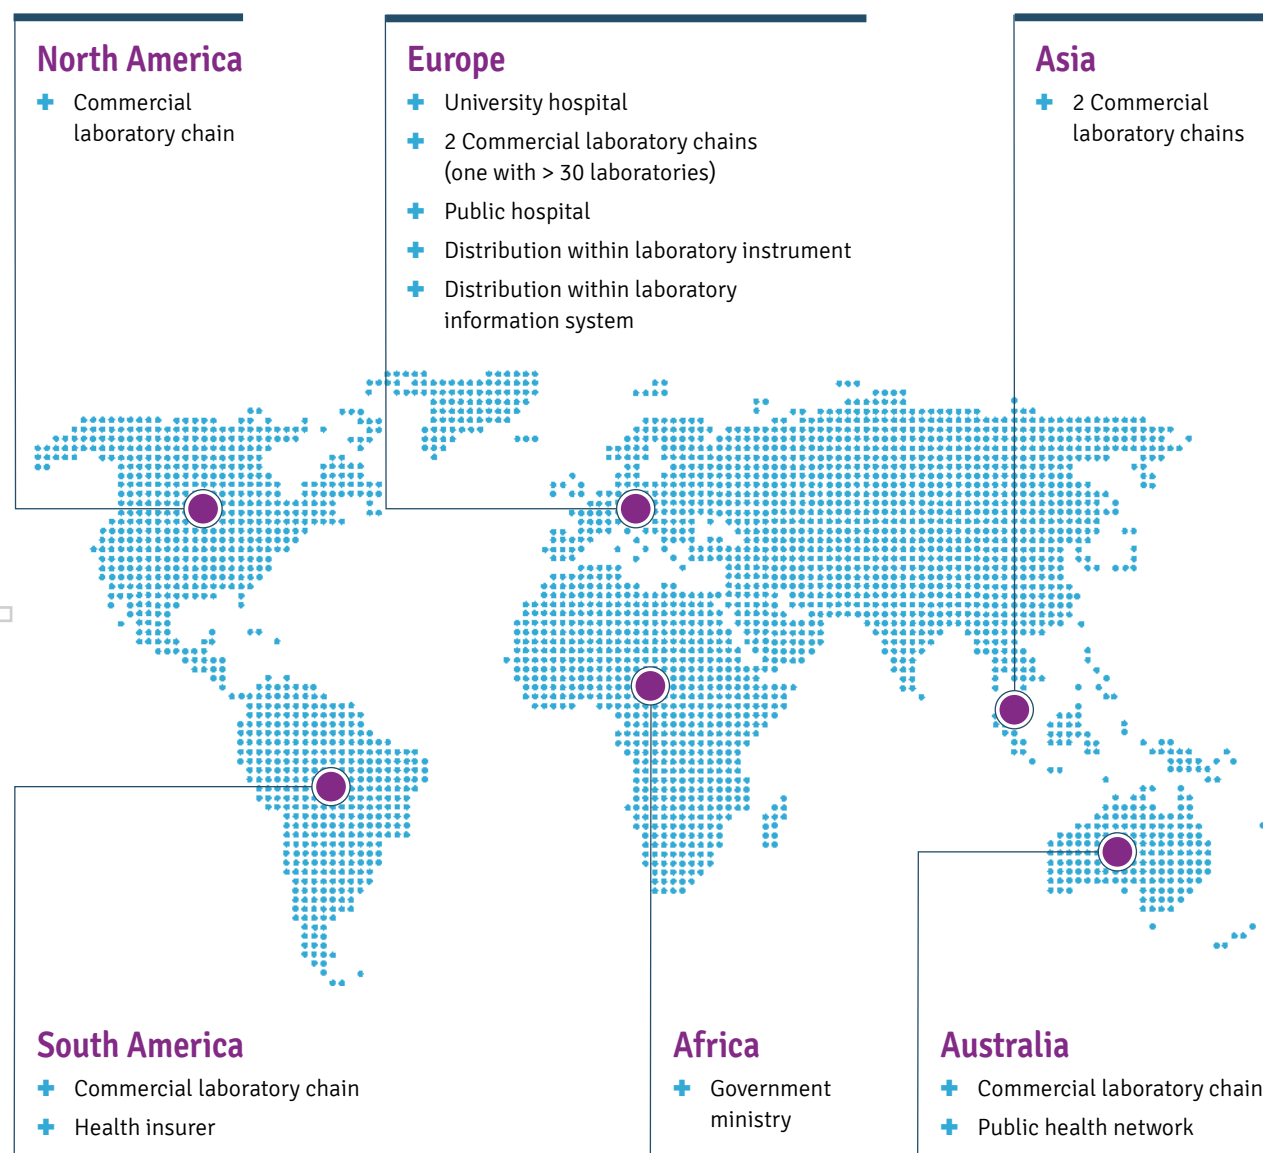 North America
Commercial
laboratory chain
Europe
University hospital
2 Commercial laboratory chains
(one with > 30 laboratories)
Public hospital
Distribution within laboratory instrument
Distribution within laboratory
information system
Asia
2 Commercial
laboratory chains
South America
Commercial laboratory chain
Health insurer
Africa
Government
ministry
Australia
Commercial laboratory chain
Public health network